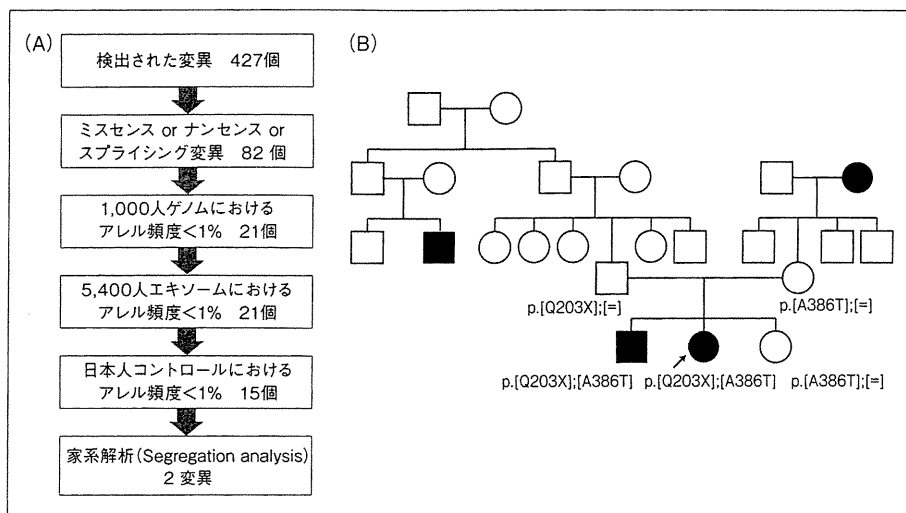 (A)
検出された変異 427個
ミスセンス or ナンセンス or
スプライシング変異 82 個
1,000人ゲノムにおける
アレル頻度<1% 21個
5,400人エキソームにおける
アレル頻度<1% 21個
日本人コントロールにおける
アレル頻度<1% 15個
家系解析(Segregation analysis)
2 変異
(B)
p.[Q203X];[=]
p.[A386T];[=]
p.[Q203X];[A386T]
p.[Q203X];[A386T]
p.[A386T];[=]